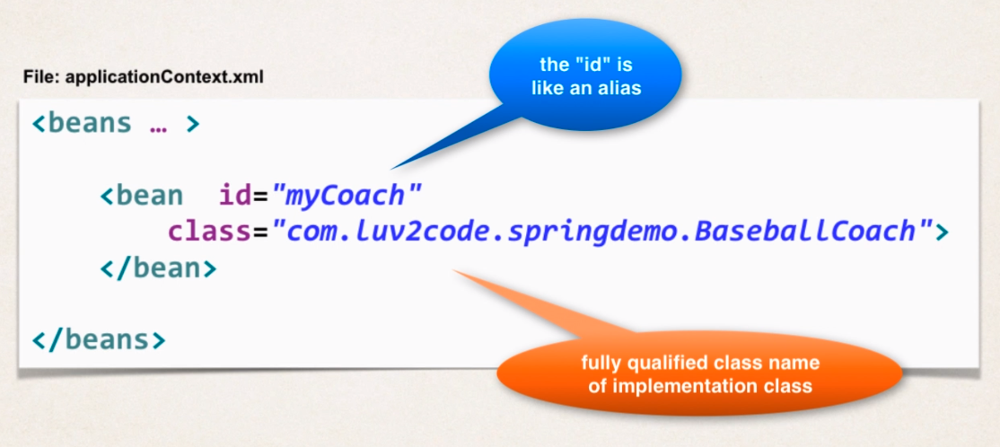 the "id" is
like an alias
File: applicationContext.xml
<beans … >
<bean id="myCoach"
class="com.luv2code.springdemo.BaseballCoach">
</bean>
</beans>
fully qualified class name
of implementation class